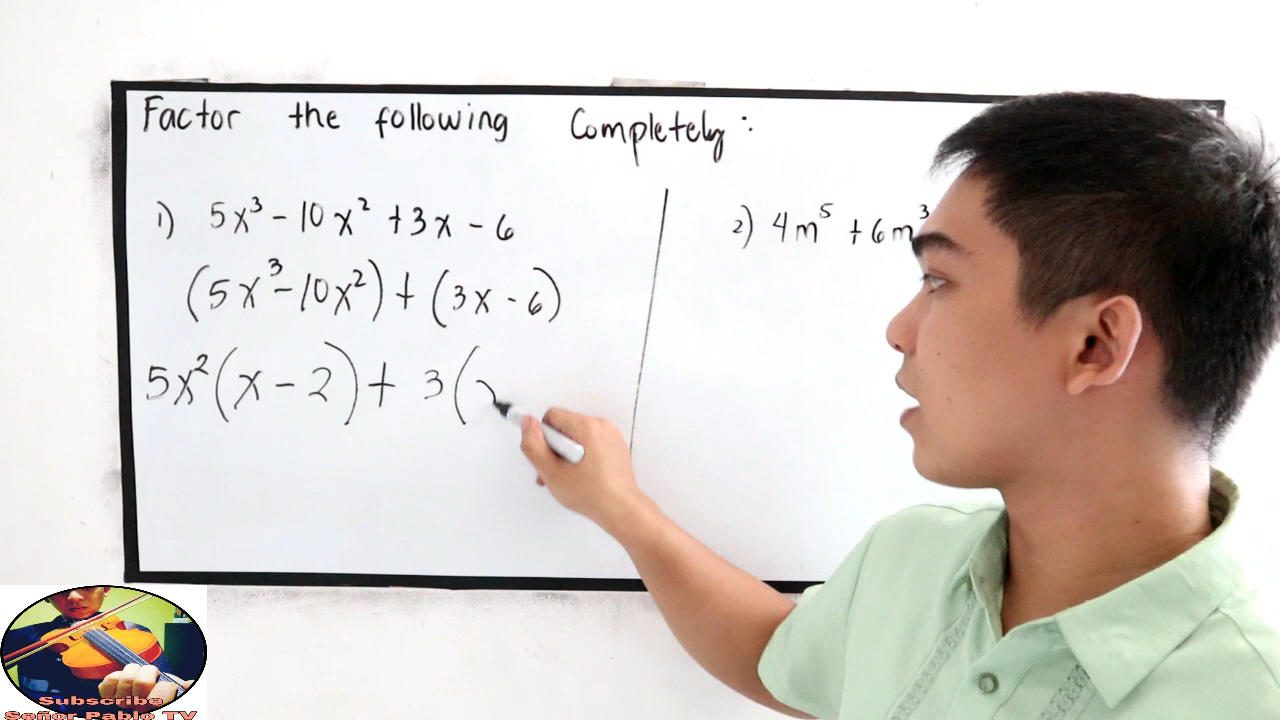 Factor the following Completely:
1) 5x³ - 10x² + 3x - 6
(5x³ - 10x²) + (3x - 6)
5x²(x - 2) + 3(
2) 4m⁵ + 6m³
Subscribe
Señor Pablo TV